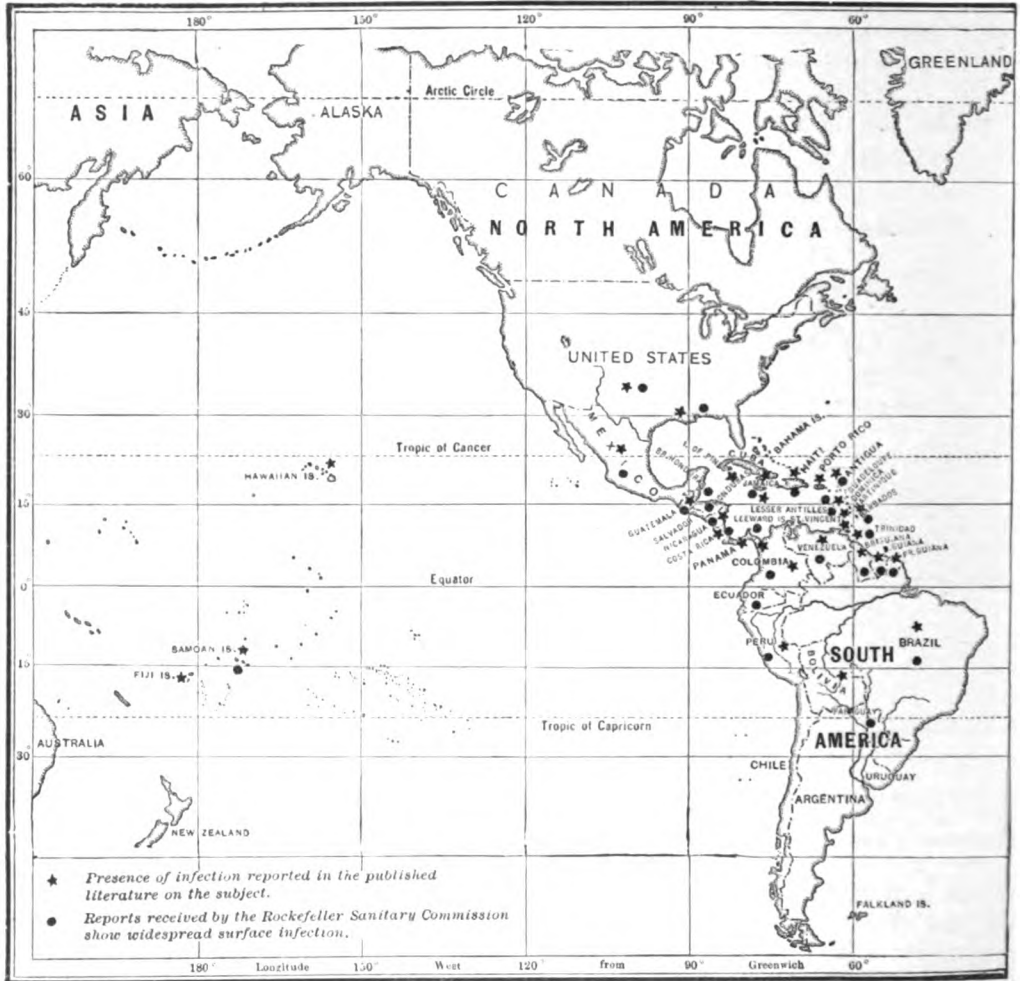 180° 150° 120° 90° 60°
GREENLAND
Arctic Circle
ASIA
ALASKA
60
CANADA
NORTH AMERICA
45
UNITED STATES
30
MEXICO
Tropic of Cancer
HAWAIIAN IS.
CUBA
BAHAMA IS.
HAITI
PORTO RICO
ANTIGUA
GUADELOUPE
DOMINICA
MARTINIQUE
BARBADOS
JAMAICA
15
LESSER ANTILLES
LEEWARD IS.
ST. VINCENT
TRINIDAD
GUATEMALA
SALVADOR
NICARAGUA
COSTA RICA
PANAMA
VENEZUELA
FR. GUIANA
COLOMBIA
Equator
0
ECUADOR
SAMOAN IS.
FIJI IS.
15
PERU
BRAZIL
SOUTH
BOLIVIA
PARAGUAY
Tropic of Capricorn
AMERICA
AUSTRALIA
30
CHILE
URUGUAY
ARGENTINA
NEW ZEALAND
Presence of infection reported in the published
literature on the subject.
Reports received by the Rockefeller Sanitary Commission
show widespread surface infection.
FALKLAND IS.
180° Longitude 150° West 120° from 90° Greenwich 60°